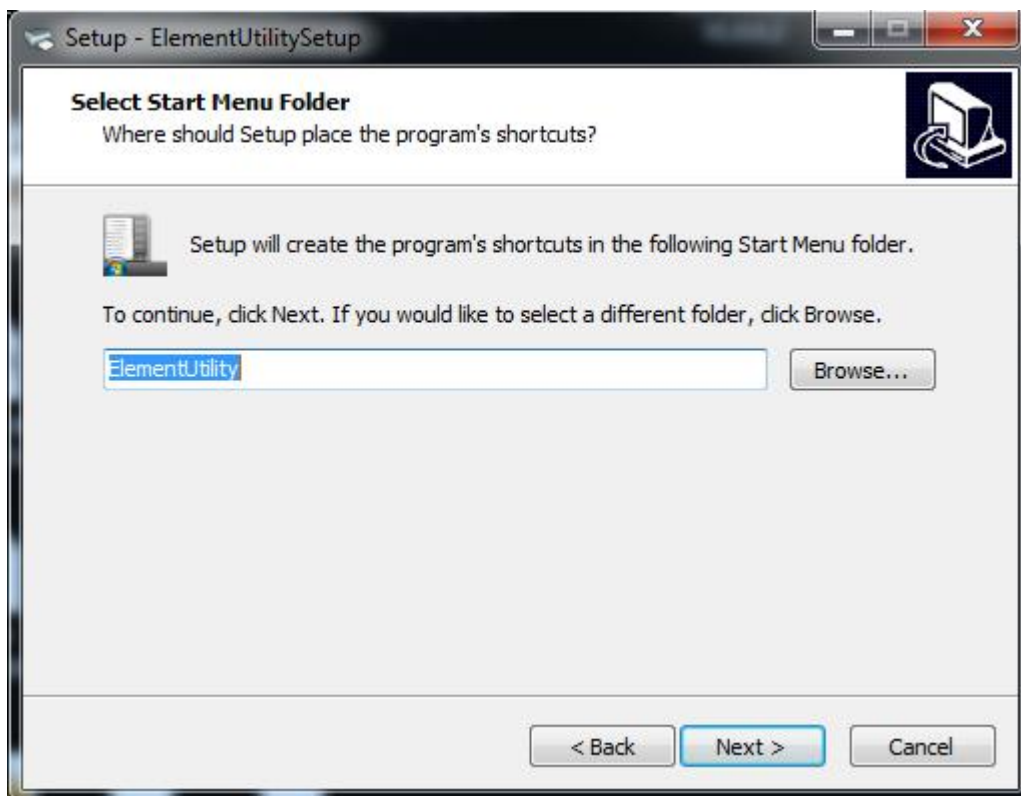 Setup - ElementUtilitySetup
Select Start Menu Folder
Where should Setup place the program's shortcuts?
Setup will create the program's shortcuts in the following Start Menu folder.
To continue, click Next. If you would like to select a different folder, click Browse.
ElementUtility
Browse...
< Back
Next >
Cancel